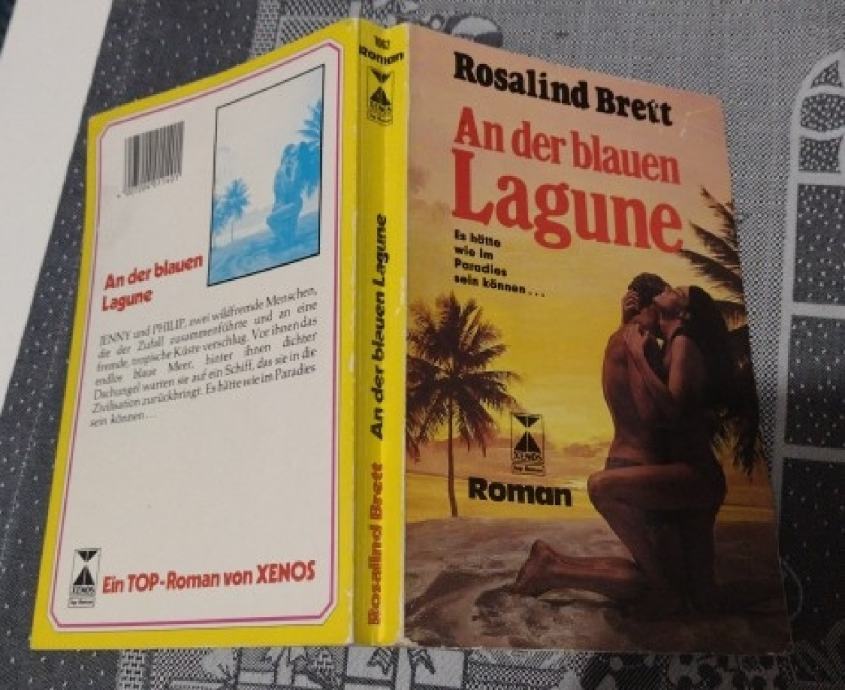 An der blauen
Lagune
JENNY und PHILIP, zwei wildfremde Menschen,
die der Zufall zusammenführte und an eine
fremde, tropische Küste verschlug. Vor ihnen das
endlos blaue Meer, hinter ihnen dichter
Dschungel warten sie auf ein Schiff, das sie in die
Zivilisation zurückbringt. Es hätte wie im Paradies
sein können...
XENOS
Ein TOP-Roman von XENOS
Roman
XENOS
An der blauen Lagune
Rosalind Brett
Rosalind Brett
An der blauen
Lagune
Es hätte
wie im
Paradies
sein können...
XENOS
Top Roman
Roman